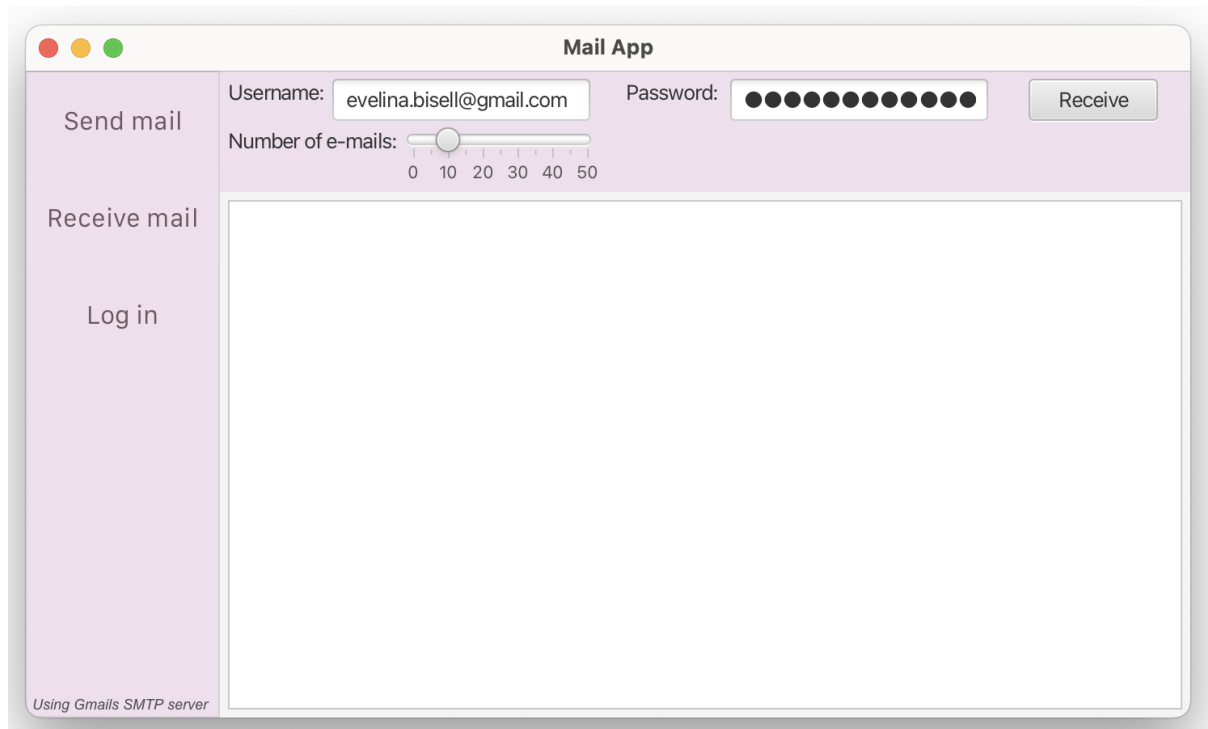 Mail App
Send mail
Receive mail
Log in
Using Gmails SMTP server
Username: evelina.bisell@gmail.com Password: ●●●●●●●●●●●● Receive
Number of e-mails:
0 10 20 30 40 50